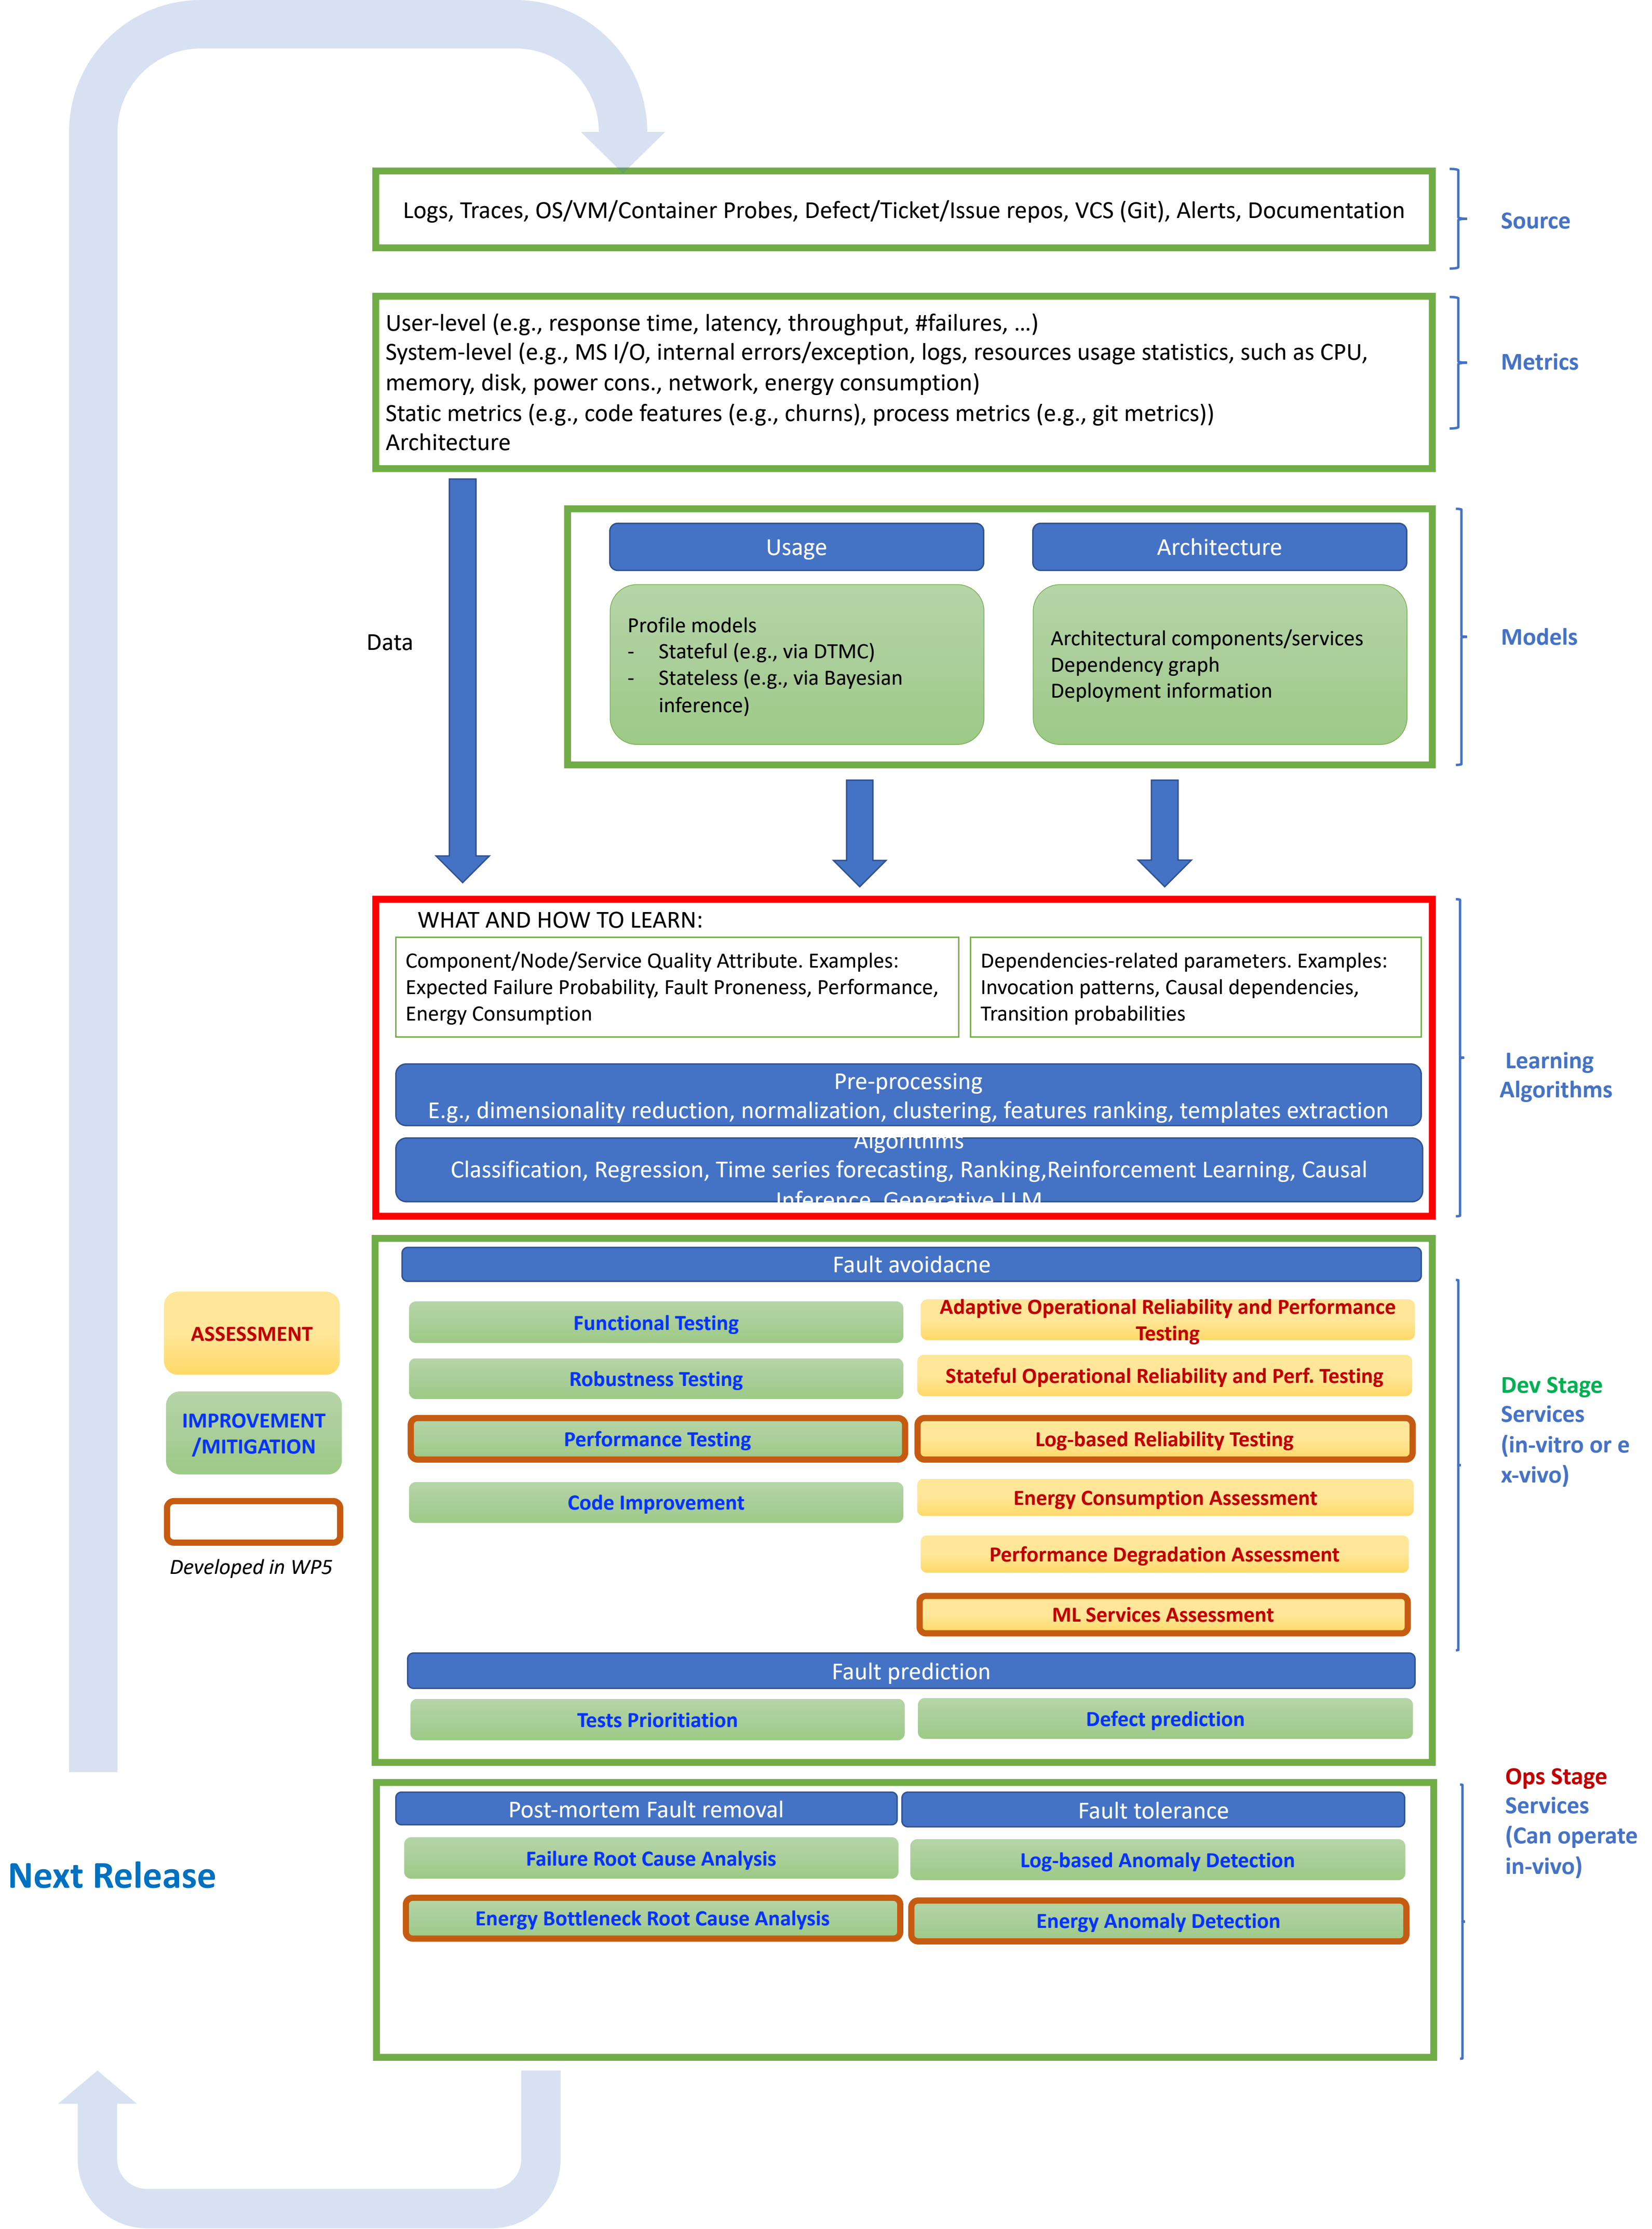 Logs, Traces, OS/VM/Container Probes, Defect/Ticket/Issue repos, VCS (Git), Alerts, Documentation
Source
User-level (e.g., response time, latency, throughput, #failures, …)
System-level (e.g., MS I/O, internal errors/exception, logs, resources usage statistics, such as CPU,
memory, disk, power cons., network, energy consumption)
Static metrics (e.g., code features (e.g., churns), process metrics (e.g., git metrics))
Architecture
Metrics
Usage
Architecture
Data
Profile models
- Stateful (e.g., via DTMC)
- Stateless (e.g., via Bayesian
inference)
Architectural components/services
Dependency graph
Deployment information
Models
WHAT AND HOW TO LEARN:
Component/Node/Service Quality Attribute. Examples:
Expected Failure Probability, Fault Proneness, Performance,
Energy Consumption
Dependencies-related parameters. Examples:
Invocation patterns, Causal dependencies,
Transition probabilities
Pre-processing
E.g., dimensionality reduction, normalization, clustering, features ranking, templates extraction
Algorithms
Classification, Regression, Time series forecasting, Ranking,Reinforcement Learning, Causal
Inference, Generative LLM
Learning
Algorithms
Fault avoidacne
Functional Testing
Adaptive Operational Reliability and Performance
Testing
Robustness Testing
Stateful Operational Reliability and Perf. Testing
Performance Testing
Log-based Reliability Testing
Code Improvement
Energy Consumption Assessment
Performance Degradation Assessment
ML Services Assessment
ASSESSMENT
IMPROVEMENT
/MITIGATION
Developed in WP5
Dev Stage
Services
(in-vitro or e
x-vivo)
Fault prediction
Tests Prioritiation
Defect prediction
Post-mortem Fault removal
Fault tolerance
Failure Root Cause Analysis
Log-based Anomaly Detection
Energy Bottleneck Root Cause Analysis
Energy Anomaly Detection
Ops Stage
Services
(Can operate
in-vivo)
Next Release